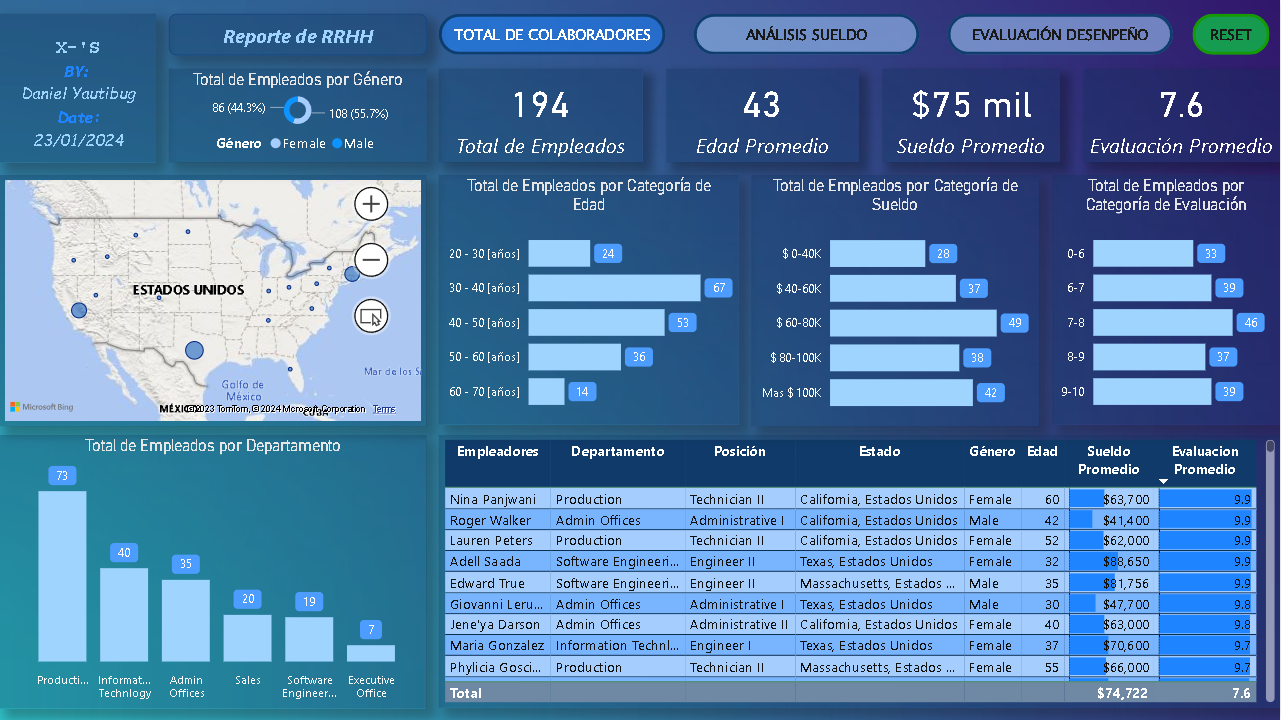 X-'S
BY:
Daniel Yautibug
Date:
23/01/2024
Reporte de RRHH
TOTAL DE COLABORADORES
ANÁLISIS SUELDO
EVALUACIÓN DESENPEÑO
RESET
Total de Empleados por Género
86 (44.3%)
108 (55.7%)
Género Female Male
194
Total de Empleados
43
Edad Promedio
$75 mil
Sueldo Promedio
7.6
Evaluación Promedio
ESTADOS UNIDOS
Golfo de
México
Mar de los
Microsoft Bing
©2023 TomTom, © 2024 Microsoft Corporation Terms
Total de Empleados por Categoría de
Edad
20 - 30 [años] 24
30 - 40 [años] 67
40 - 50 [años] 53
50 - 60 [años] 36
60 - 70 [años] 14
Total de Empleados por Categoría de
Sueldo
$ 0-40K 28
$ 40-60K 37
$ 60-80K 49
$ 80-100K 38
Mas $ 100K 42
Total de Empleados por
Categoría de Evaluación
0-6 33
6-7 39
7-8 46
8-9 37
9-10 39
Total de Empleados por Departamento
73
40
35
20
19
7
Producti...
Informat...
Technlogy
Admin
Offices
Sales
Software
Engineer...
Executive
Office
Empleadores Departamento Posición Estado Género Edad Sueldo Promedio Evaluacion Promedio
Nina Panjwani Production Technician II California, Estados Unidos Female 60 $63,700 9.9
Roger Walker Admin Offices Administrative I California, Estados Unidos Male 42 $41,400 9.9
Lauren Peters Production Technician II California, Estados Unidos Female 52 $62,000 9.9
Adell Saada Software Engineeri... Engineer II Texas, Estados Unidos Female 32 $88,650 9.9
Edward True Software Engineeri... Engineer II Massachusetts, Estados ... Male 35 $81,756 9.9
Giovanni Leru... Admin Offices Administrative I Texas, Estados Unidos Male 30 $47,700 9.8
Jene'ya Darson Admin Offices Administrative II California, Estados Unidos Female 40 $63,000 9.8
Maria Gonzalez Information Technl... Engineer I Texas, Estados Unidos Female 37 $70,600 9.7
Phylicia Gosci... Production Technician II Massachusetts, Estados ... Female 55 $66,000 9.7
Total $74,722 7.6